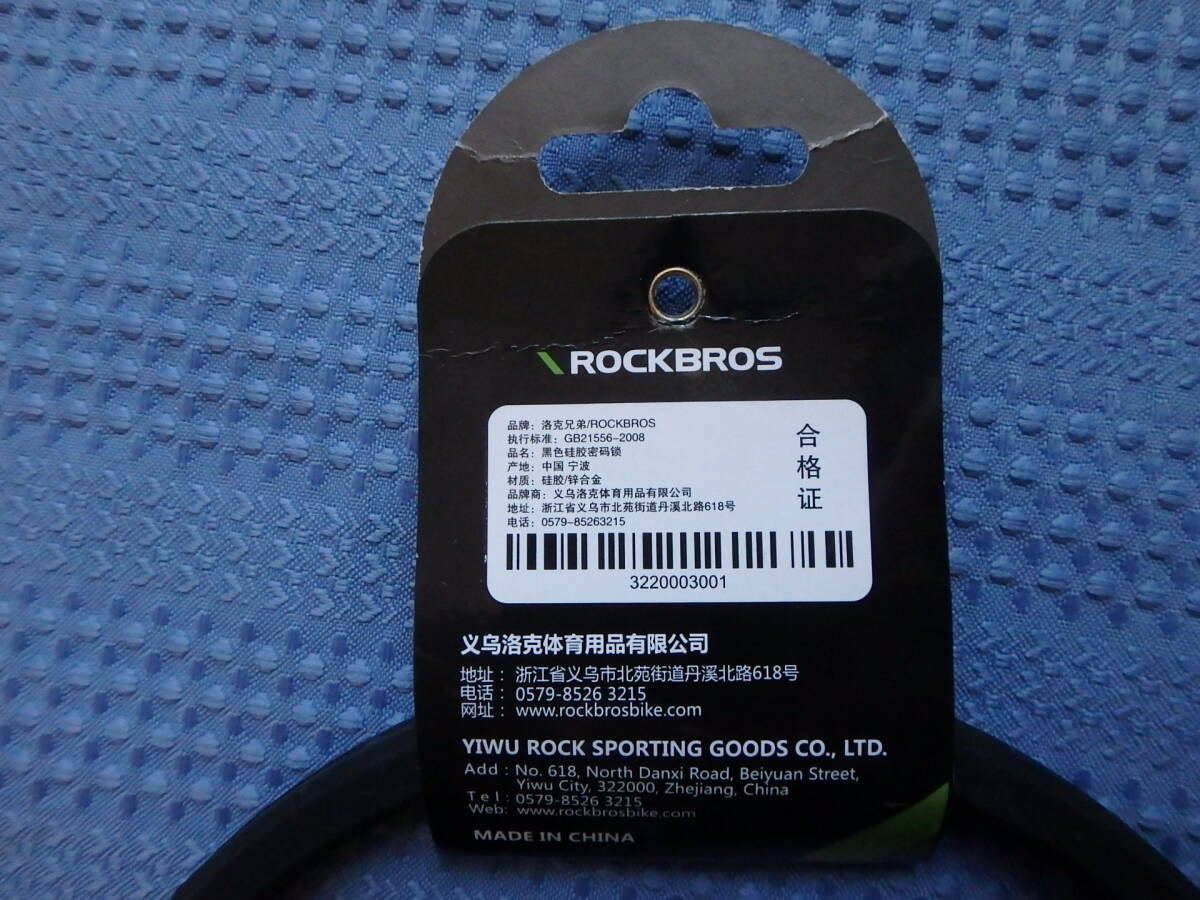 ROCKBROS
品牌：洛克兄弟/ROCKBROS
执行标准：GB21556-2008
品名：黑色硅胶密码锁
产地：中国 宁波
材质：硅胶/锌合金
品牌商：义乌洛克体育用品有限公司
地址：浙江省义乌市北苑街道丹溪北路618号
电话：0579-85263215
合格证
3220003001
义乌洛克体育用品有限公司
地址：浙江省义乌市北苑街道丹溪北路618号
电话：0579-8526 3215
网址：www.rockbrosbike.com
YIWU ROCK SPORTING GOODS CO., LTD.
Add : No. 618, North Danxi Road, Beiyuan Street,
Yiwu City, 322000, Zhejiang, China
Tel : 0579-8526 3215
Web: www.rockbrosbike.com
MADE IN CHINA